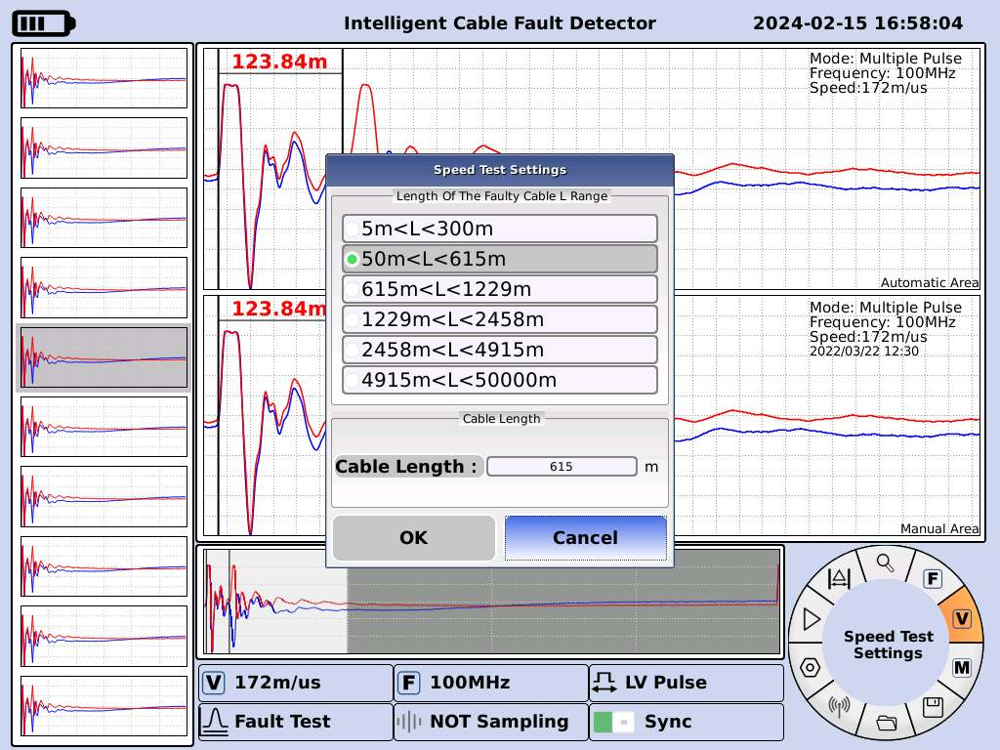 Intelligent Cable Fault Detector
2024-02-15 16:58:04
123.84m
Mode: Multiple Pulse
Frequency: 100MHz
Speed:172m/us
Automatic Area
Speed Test Settings
Length Of The Faulty Cable L Range
5m<L<300m
50m<L<615m
615m<L<1229m
1229m<L<2458m
2458m<L<4915m
4915m<L<50000m
Cable Length
Cable Length :
615
m
OK
Cancel
123.84m
Mode: Multiple Pulse
Frequency: 100MHz
Speed:172m/us
2022/03/22 12:30
Manual Area
V 172m/us
F 100MHz
LV Pulse
Fault Test
NOT Sampling
Sync
F
V
M
Speed Test
Settings